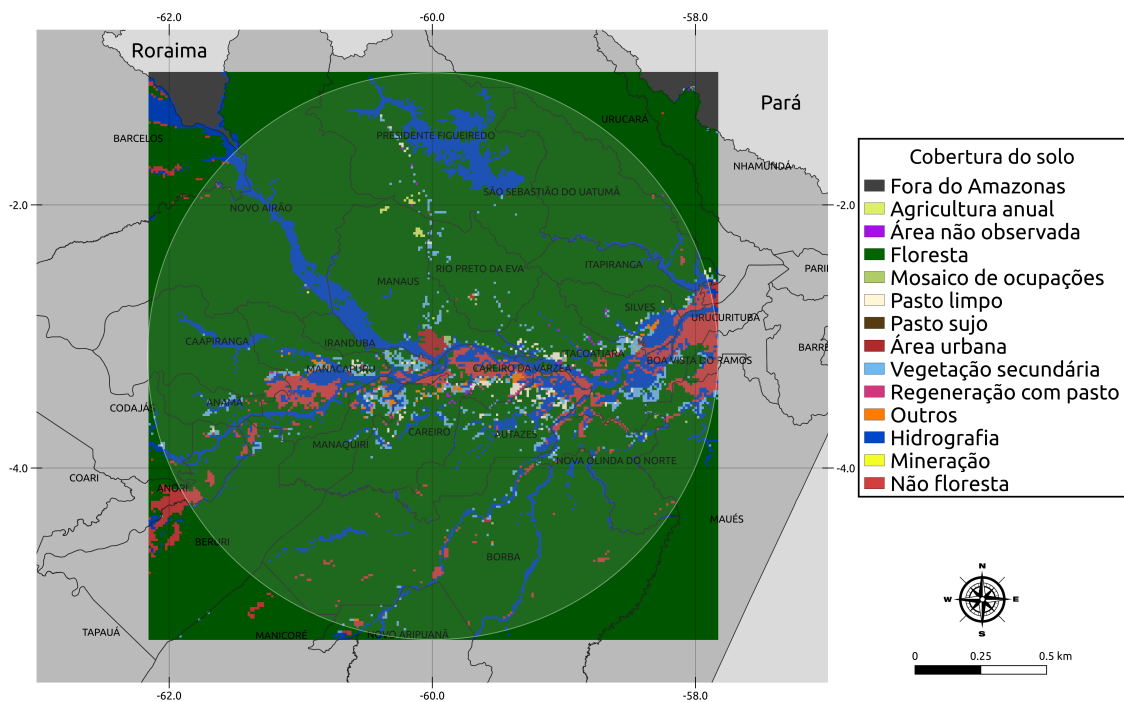 -62.0
-60.0
-58.0
Roraima
Pará
BARCELOS
PRESIDENTE FIGUEIREDO
URUCARÁ
NHAMUNDÁ
-2.0
-2.0
NOVO AIRÃO
SÃO SEBASTIÃO DO UATUMÃ
RIO PRETO DA EVA
ITAPIRANGA
PARI
MANAUS
SILVES
URUCURITUBA
CAAPIRANGA
IRANDUBA
BARRE
ITACOATIARA
BOA VISTA DO RAMOS
MANACAPURU
CAREIRO DA VÁRZEA
ANAMÃ
CODAJÁS
CAREIRO
AUTAZES
MANAQUIRI
NOVA OLINDA DO NORTE
-4.0
-4.0
COARI
ANORI
MAUÉS
BERURI
BORBA
TAPAUÁ
MANICORÉ
NOVO ARIPUANÃ
-62.0
-60.0
-58.0
Cobertura do solo
Fora do Amazonas
Agricultura anual
Área não observada
Floresta
Mosaico de ocupações
Pasto limpo
Pasto sujo
Área urbana
Vegetação secundária
Regeneração com pasto
Outros
Hidrografia
Mineração
Não floresta
N
W
E
S
0 0.25 0.5 km